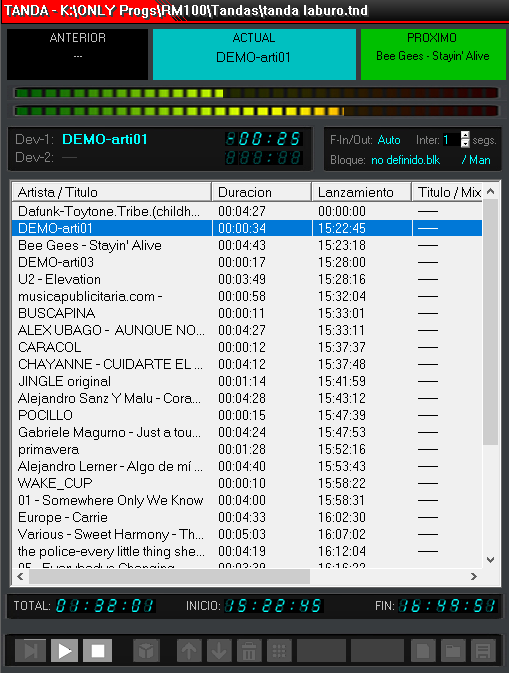 TANDA - K:\ONLY Progs\RM100\Tandas\tanda laburo.tnd
ANTERIOR
---
ACTUAL
DEMO-arti01
PROXIMO
Bee Gees - Stayin' Alive
Dev-1: DEMO-arti01 -00:25
Dev-2: ---
F-In/Out: Auto Inter: 1 segs.
Bloque: no definido.blk / Man
Artista / Titulo Duracion Lanzamiento Titulo / Mix
Dafunk-Toytone.Tribe.(childh... 00:04:27 00:00:00 ----
DEMO-arti01 00:00:34 15:22:45 ----
Bee Gees - Stayin' Alive 00:04:43 15:23:18 ----
DEMO-arti03 00:00:17 15:28:00 ----
U2 - Elevation 00:03:49 15:28:16 ----
musicapublicitaria.com - 00:00:58 15:32:04 ----
BUSCAPINA 00:00:11 15:33:01 ----
ALEX UBAGO - AUNQUE NO... 00:04:27 15:33:11 ----
CARACOL 00:00:12 15:37:37 ----
CHAYANNE - CUIDARTE EL ... 00:04:12 15:37:48 ----
JINGLE original 00:01:14 15:41:59 ----
Alejandro Sanz Y Malu - Cora... 00:04:28 15:43:12 ----
POCILLO 00:00:15 15:47:39 ----
Gabriele Magurno - Just a tou... 00:04:24 15:47:53 ----
primavera 00:01:28 15:52:16 ----
Alejandro Lerner - Algo de mí ... 00:04:40 15:53:43 ----
WAKE_CUP 00:00:10 15:58:22 ----
01 - Somewhere Only We Know 00:04:00 15:58:31 ----
Europe - Carrie 00:04:33 16:02:30 ----
Various - Sweet Harmony - Th... 00:05:03 16:07:02 ----
the police-every little thing she... 00:04:19 16:12:04 ----
05 - Everybodys Changing 00:03:39 16:16:22 ----
TOTAL: 01:32:01 INICIO: 15:22:45 FIN: 16:49:51